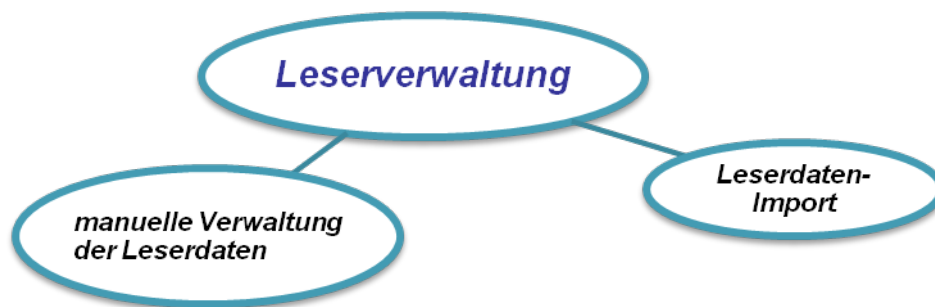 Leserverwaltung
manuelle Verwaltung
der Leserdaten
Leserdaten-
Import